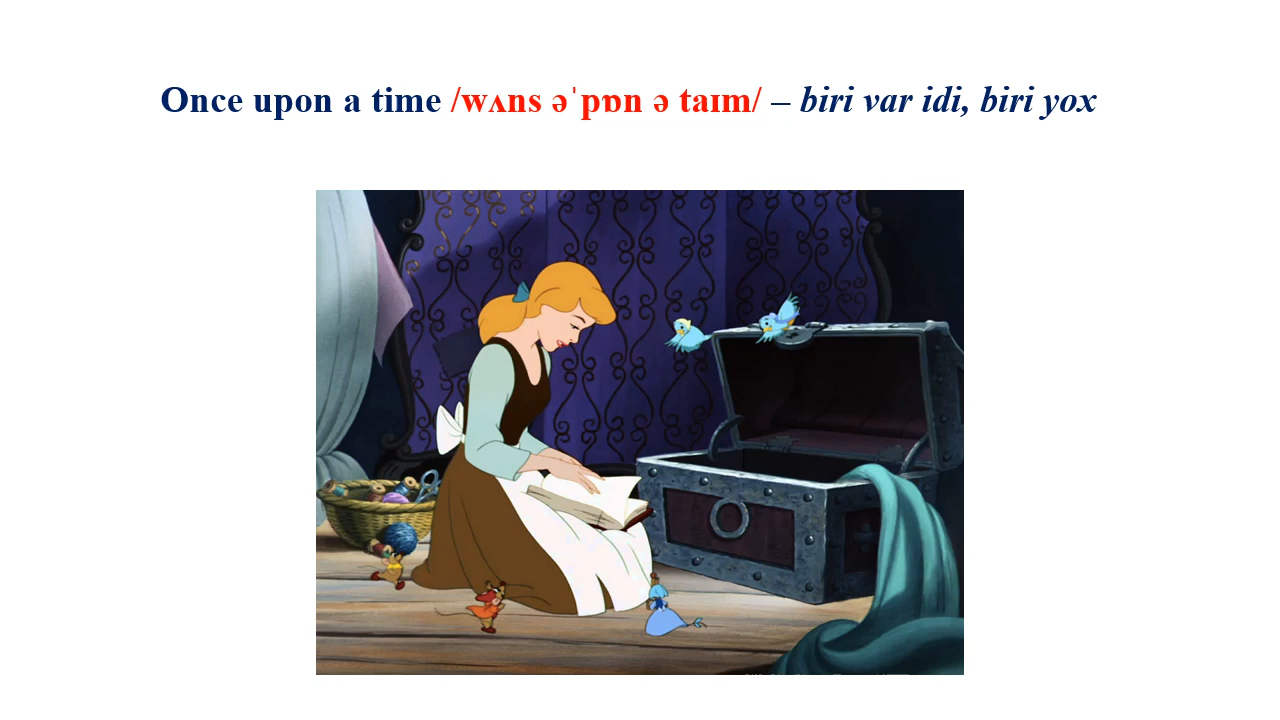 Once upon a time /wʌns əˈpɒn ə taɪm/ – biri var idi, biri yox